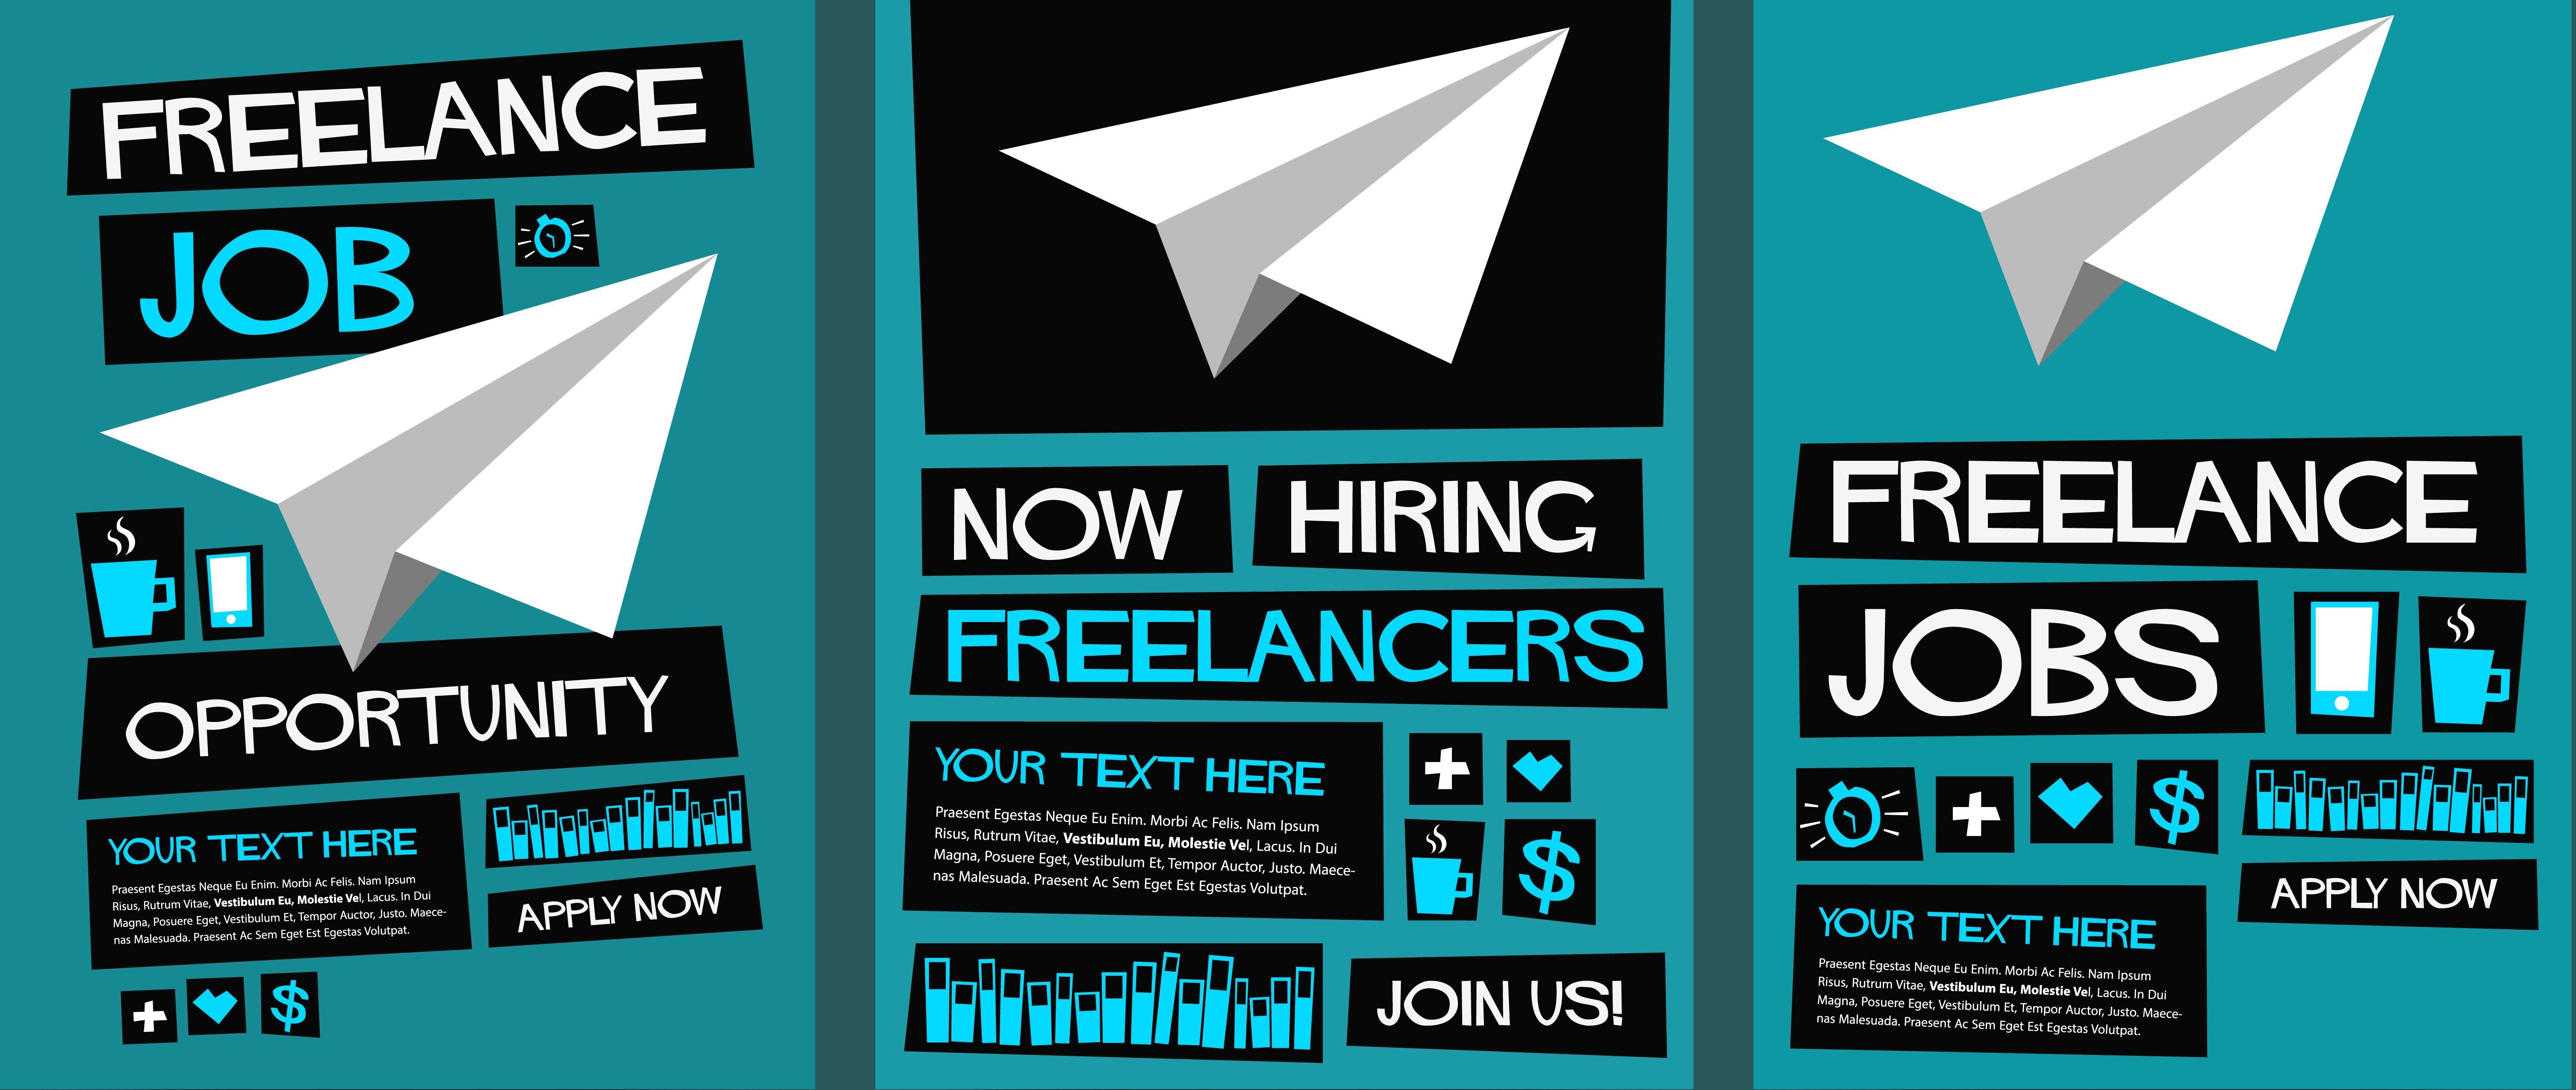 FREELANCE
JOB
OPPORTUNITY
YOUR TEXT HERE
Praesent Egestas Neque Eu Enim. Morbi Ac Felis. Nam Ipsum
Risus, Rutrum Vitae, Vestibulum Eu, Molestie Vel, Lacus. In Dui
Magna, Posuere Eget, Vestibulum Et, Tempor Auctor, Justo. Maece-
nas Malesuada. Praesent Ac Sem Eget Est Egestas Volutpat.
APPLY NOW
$
NOW HIRING
FREELANCERS
YOUR TEXT HERE
Praesent Egestas Neque Eu Enim. Morbi Ac Felis. Nam Ipsum
Risus, Rutrum Vitae, Vestibulum Eu, Molestie Vel, Lacus. In Dui
Magna, Posuere Eget, Vestibulum Et, Tempor Auctor, Justo. Maece-
nas Malesuada. Praesent Ac Sem Eget Est Egestas Volutpat.
$
JOIN US!
FREELANCE
JOBS
$
APPLY NOW
YOUR TEXT HERE
Praesent Egestas Neque Eu Enim. Morbi Ac Felis. Nam Ipsum
Risus, Rutrum Vitae, Vestibulum Eu, Molestie Vel, Lacus. In Dui
Magna, Posuere Eget, Vestibulum Et, Tempor Auctor, Justo. Maece-
nas Malesuada. Praesent Ac Sem Eget Est Egestas Volutpat.